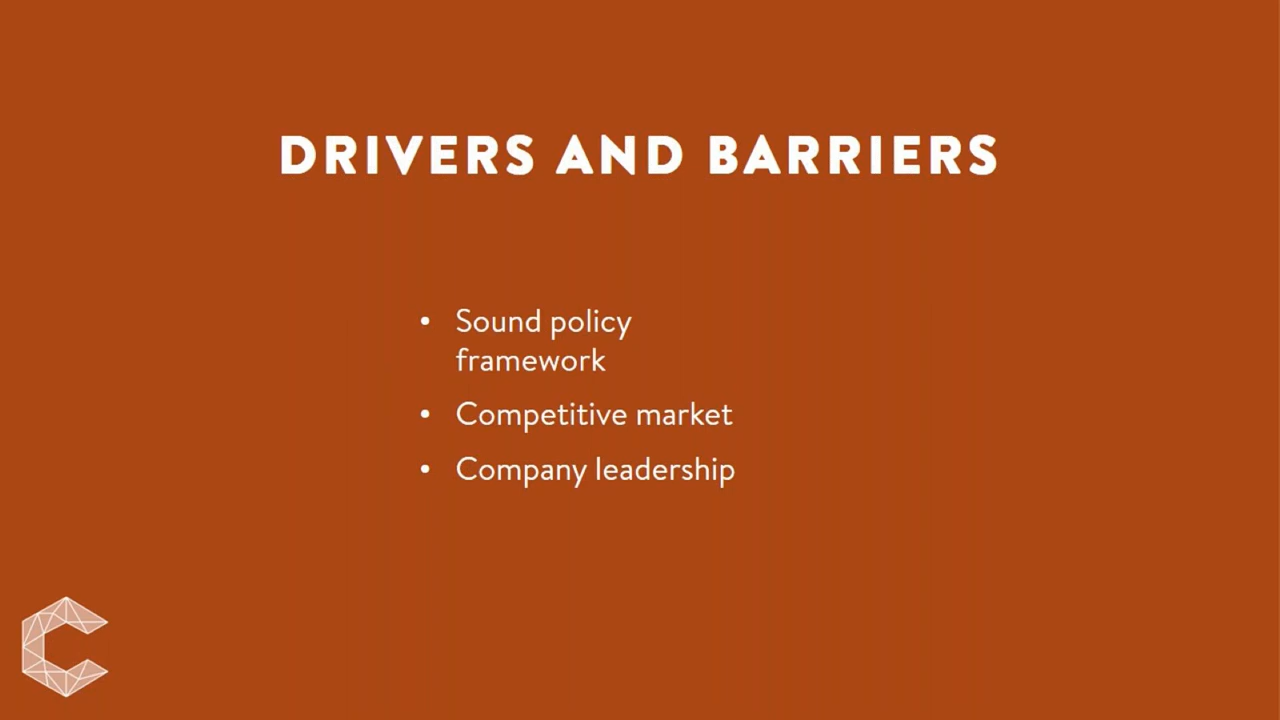 DRIVERS AND BARRIERS
• Sound policy
framework
• Competitive market
• Company leadership